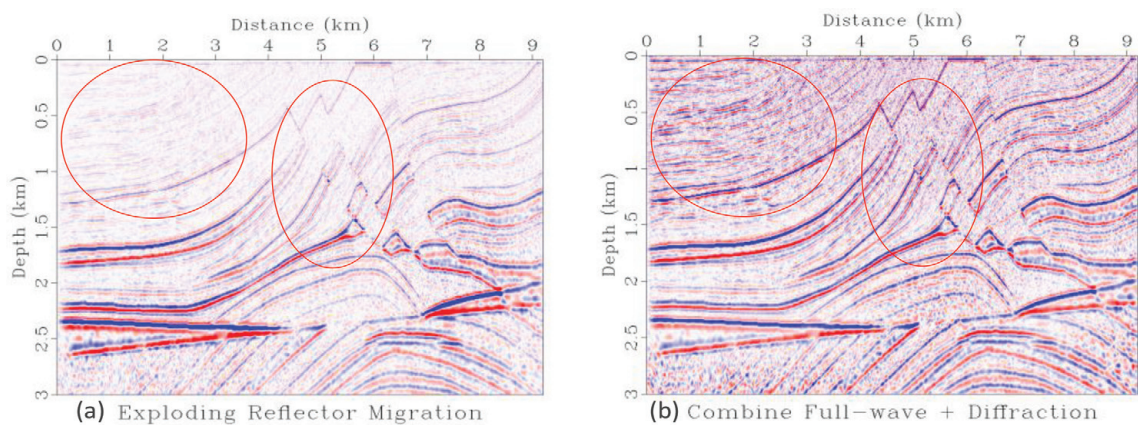 Distance (km)
0 1 2 3 4 5 6 7 8 9
Depth (km)
0
0.5
1
1.5
2
2.5
3
(a) Exploding Reflector Migration
Distance (km)
0 1 2 3 4 5 6 7 8 9
Depth (km)
0
0.5
1
1.5
2
2.5
3
(b) Combine Full-wave + Diffraction